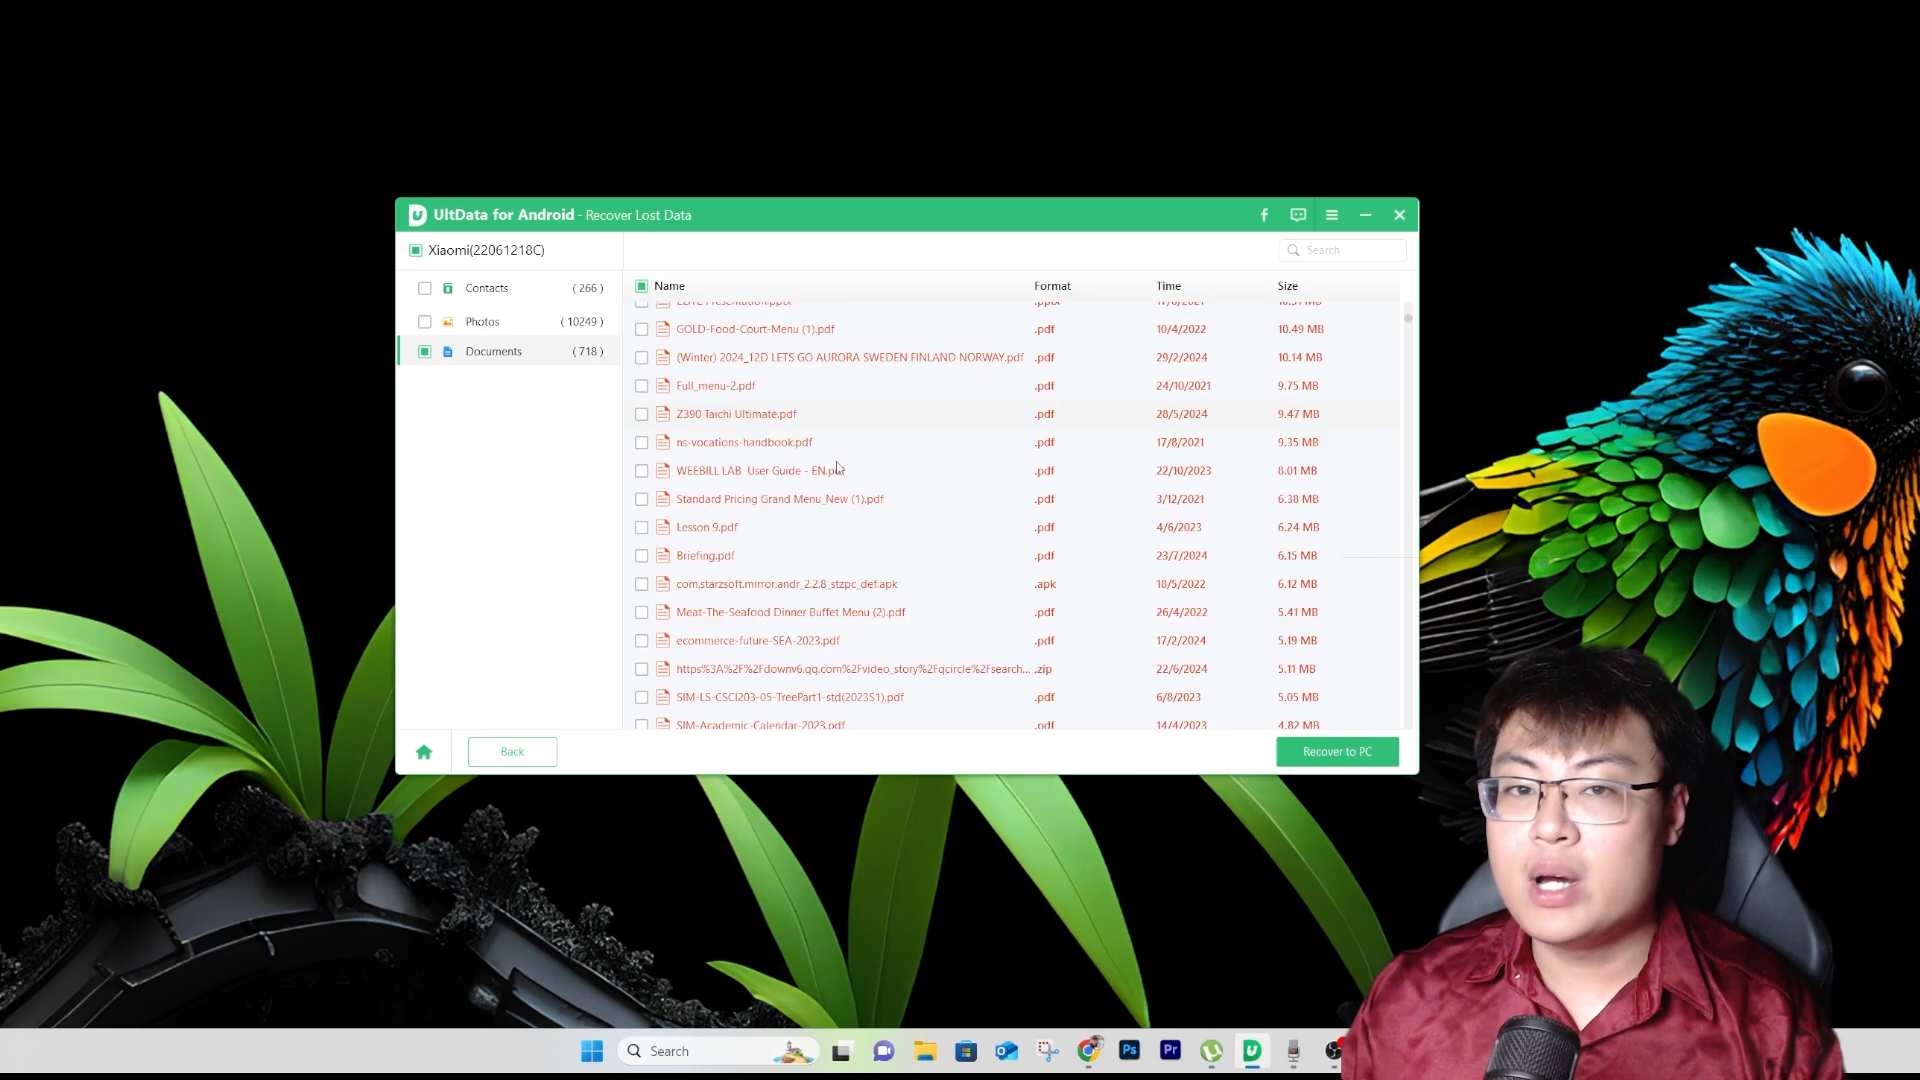 UltData for Android - Recover Lost Data
Xiaomi(22061218C)
Search
Contacts ( 266 )
Photos ( 10249 )
Documents ( 718 )
Name Format Time Size
ELITE Presentation.pptx .pptx 17/8/2021
GOLD-Food-Court-Menu (1).pdf .pdf 10/4/2022 10.49 MB
(Winter) 2024_12D LETS GO AURORA SWEDEN FINLAND NORWAY.pdf .pdf 29/2/2024 10.14 MB
Full_menu-2.pdf .pdf 24/10/2021 9.75 MB
Z390 Taichi Ultimate.pdf .pdf 28/5/2024 9.47 MB
ns-vocations-handbook.pdf .pdf 17/8/2021 9.35 MB
WEEBILL LAB User Guide - EN.pdf .pdf 22/10/2023 8.01 MB
Standard Pricing Grand Menu_New (1).pdf .pdf 3/12/2021 6.38 MB
Lesson 9.pdf .pdf 4/6/2023 6.24 MB
Briefing.pdf .pdf 23/7/2024 6.15 MB
com.starzsoft.mirror.andr_2.2.8_stzpc_def.apk .apk 18/5/2022 6.12 MB
Meat-The-Seafood Dinner Buffet Menu (2).pdf .pdf 26/4/2022 5.41 MB
ecommerce-future-SEA-2023.pdf .pdf 17/2/2024 5.19 MB
https%3A%2F%2Fdownv6.qq.com%2Fvideo_story%2Fqcircle%2Fsearch... .zip 22/6/2024 5.11 MB
SIM-LS-CSCI203-05-TreePart1-std(2023S1).pdf .pdf 6/8/2023 5.05 MB
SIM-Academic-Calendar-2023.pdf .pdf 14/4/2023 4.82 MB
Back
Recover to PC
Search
Ps
Pr